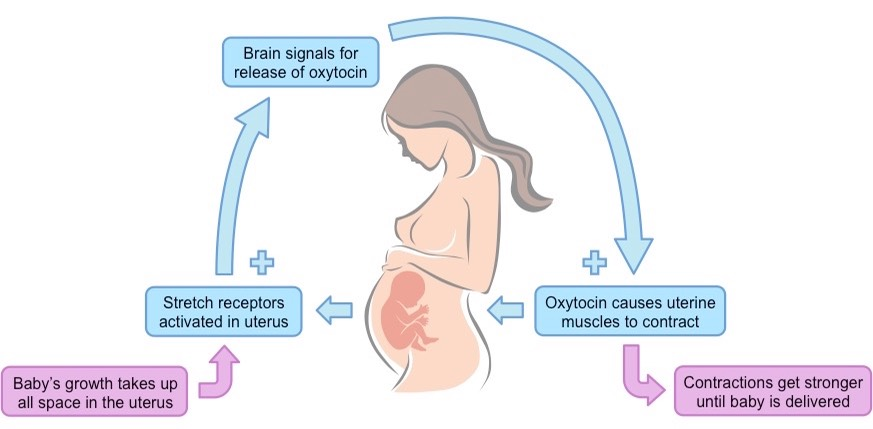 Brain signals for
release of oxytocin
Stretch receptors
activated in uterus
Oxytocin causes uterine
muscles to contract
Baby's growth takes up
all space in the uterus
Contractions get stronger
until baby is delivered